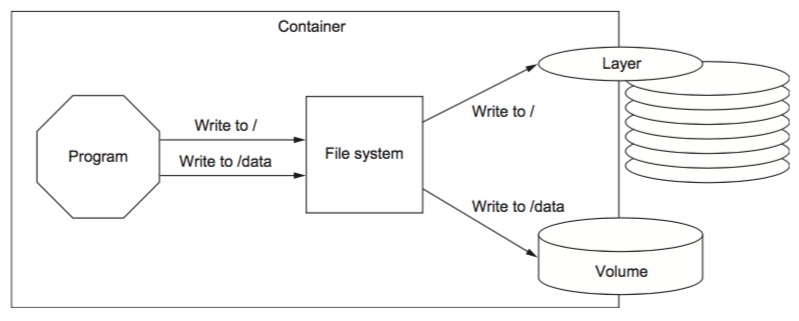 Container
Layer
Write to /
Write to /
Program
File system
Write to /data
Write to /data
Volume